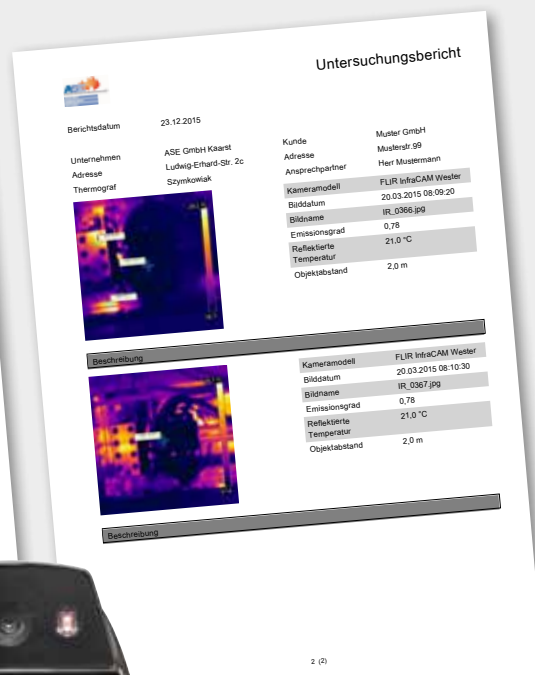 Untersuchungsbericht
Berichtsdatum 23.12.2015
Unternehmen ASE GmbH Kaarst
Adresse Ludwig-Erhard-Str. 2c
Thermograf Szymkowiak
Kunde Muster GmbH
Adresse Musterstr.99
Ansprechpartner Herr Mustermann
Kameramodell FLIR InfraCAM Wester
Bilddatum 20.03.2015 08:09:20
Bildname IR_0366.jpg
Emissionsgrad 0,78
Reflektierte 21,0 °C
Temperatur
Objektabstand 2,0 m
Beschreibung
Kameramodell FLIR InfraCAM Wester
Bilddatum 20.03.2015 08:10:30
Bildname IR_0367.jpg
Emissionsgrad 0,78
Reflektierte 21,0 °C
Temperatur
Objektabstand 2,0 m
Beschreibung
2 (2)